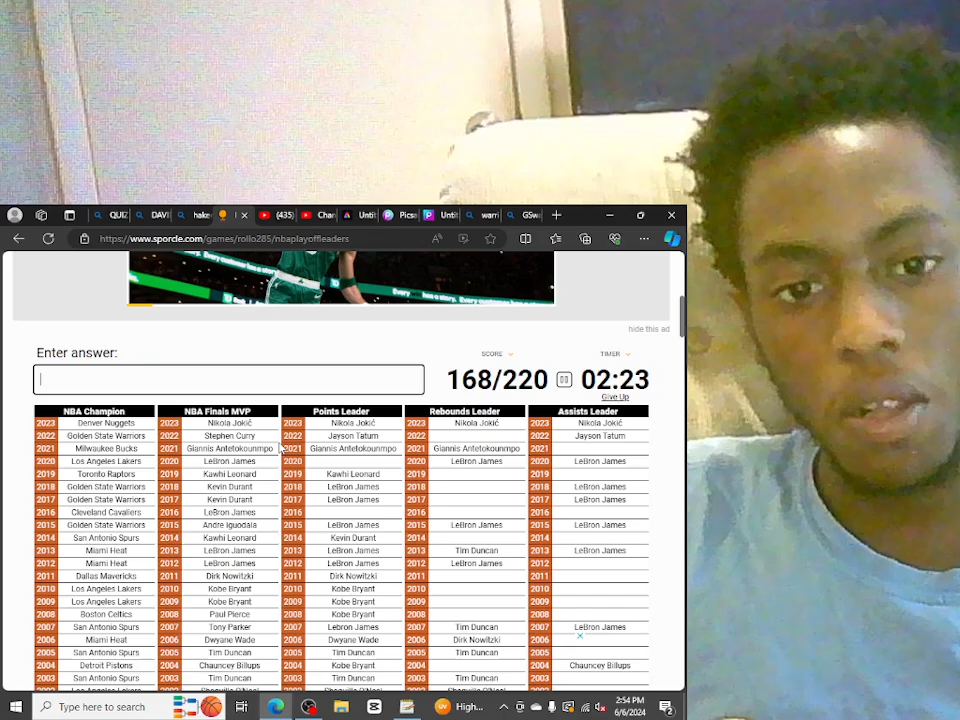 QUIZ
DAVI
hake
(435)
Chan
Untit
Picsa
Unti
warr
GSw
https://www.sporcle.com/games/rollo285/nbaplayoffleaders
hide this ad
Enter answer:
SCORE
TIMER
168/220
02:23
Give Up
NBA Champion NBA Finals MVP Points Leader Rebounds Leader Assists Leader
2023 Denver Nuggets 2023 Nikola Jokić 2023 Nikola Jokić 2023 Nikola Jokić 2023 Nikola Jokić
2022 Golden State Warriors 2022 Stephen Curry 2022 Jayson Tatum 2022 2022 Jayson Tatum
2021 Milwaukee Bucks 2021 Giannis Antetokounmpo 2021 Giannis Antetokounmpo 2021 Giannis Antetokounmpo 2021
2020 Los Angeles Lakers 2020 LeBron James 2020 2020 LeBron James 2020 LeBron James
2019 Toronto Raptors 2019 Kawhi Leonard 2019 Kawhi Leonard 2019 2019
2018 Golden State Warriors 2018 Kevin Durant 2018 LeBron James 2018 2018 LeBron James
2017 Golden State Warriors 2017 Kevin Durant 2017 LeBron James 2017 2017 LeBron James
2016 Cleveland Cavaliers 2016 LeBron James 2016 2016 2016
2015 Golden State Warriors 2015 Andre Iguodala 2015 LeBron James 2015 LeBron James 2015 LeBron James
2014 San Antonio Spurs 2014 Kawhi Leonard 2014 Kevin Durant 2014 2014
2013 Miami Heat 2013 LeBron James 2013 LeBron James 2013 Tim Duncan 2013 LeBron James
2012 Miami Heat 2012 LeBron James 2012 LeBron James 2012 LeBron James 2012
2011 Dallas Mavericks 2011 Dirk Nowitzki 2011 Dirk Nowitzki 2011 2011
2010 Los Angeles Lakers 2010 Kobe Bryant 2010 Kobe Bryant 2010 2010
2009 Los Angeles Lakers 2009 Kobe Bryant 2009 Kobe Bryant 2009 2009
2008 Boston Celtics 2008 Paul Pierce 2008 Kobe Bryant 2008 2008
2007 San Antonio Spurs 2007 Tony Parker 2007 Lebron James 2007 Tim Duncan 2007 LeBron James
2006 Miami Heat 2006 Dwyane Wade 2006 Dwyane Wade 2006 Dirk Nowitzki 2006
2005 San Antonio Spurs 2005 Tim Duncan 2005 Tim Duncan 2005 Tim Duncan 2005
2004 Detroit Pistons 2004 Chauncey Billups 2004 Kobe Bryant 2004 2004 Chauncey Billups
2003 San Antonio Spurs 2003 Tim Duncan 2003 Tim Duncan 2003 Tim Duncan 2003
Type here to search
High...
2:54 PM
6/6/2024
2